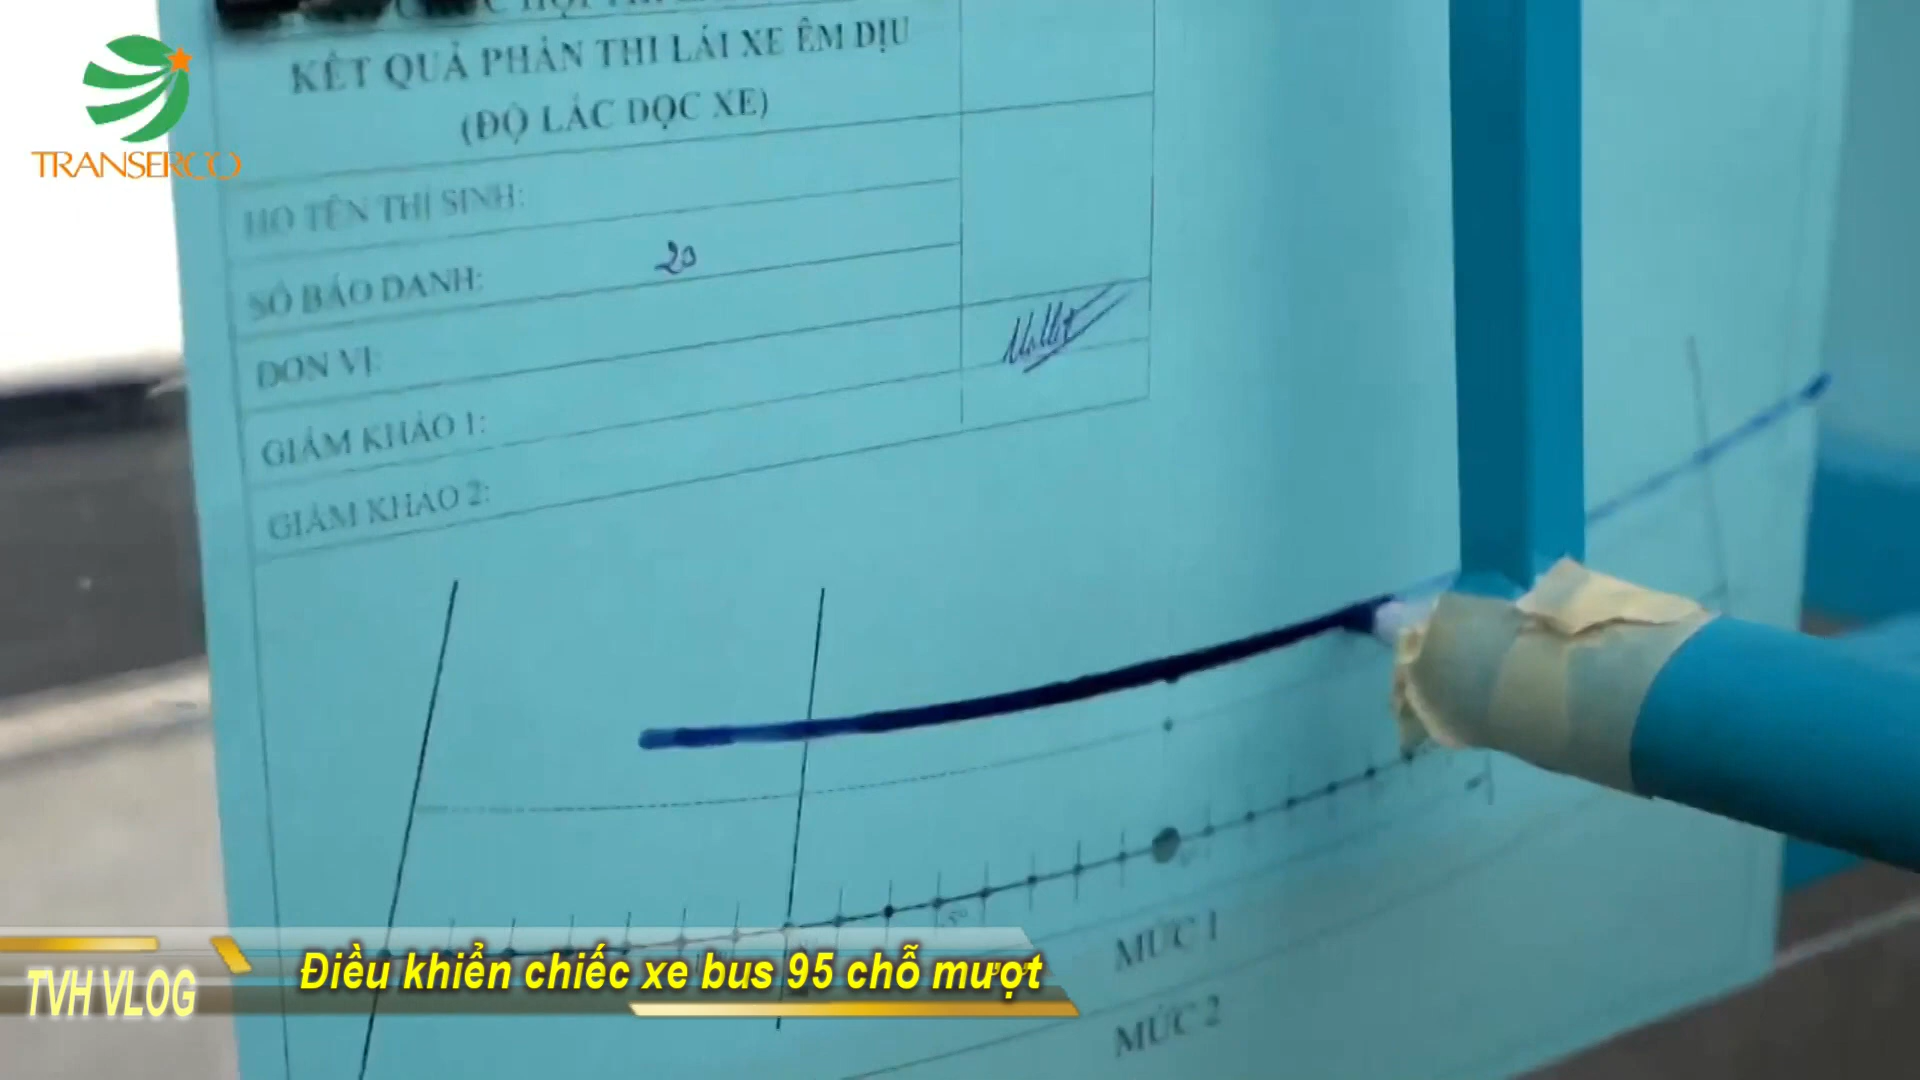 TRANSERCO
KẾT QUẢ PHẦN THI LÁI XE ÊM DỊU
(ĐỘ LẮC DỌC XE)
HỌ TÊN THÍ SINH:
SỐ BÁO DANH: 20
ĐƠN VỊ:
GIÁM KHẢO 1:
GIÁM KHẢO 2:
5°
MỨC 1
MỨC 2
TVH VLOG
Điều khiển chiếc xe bus 95 chỗ mượt